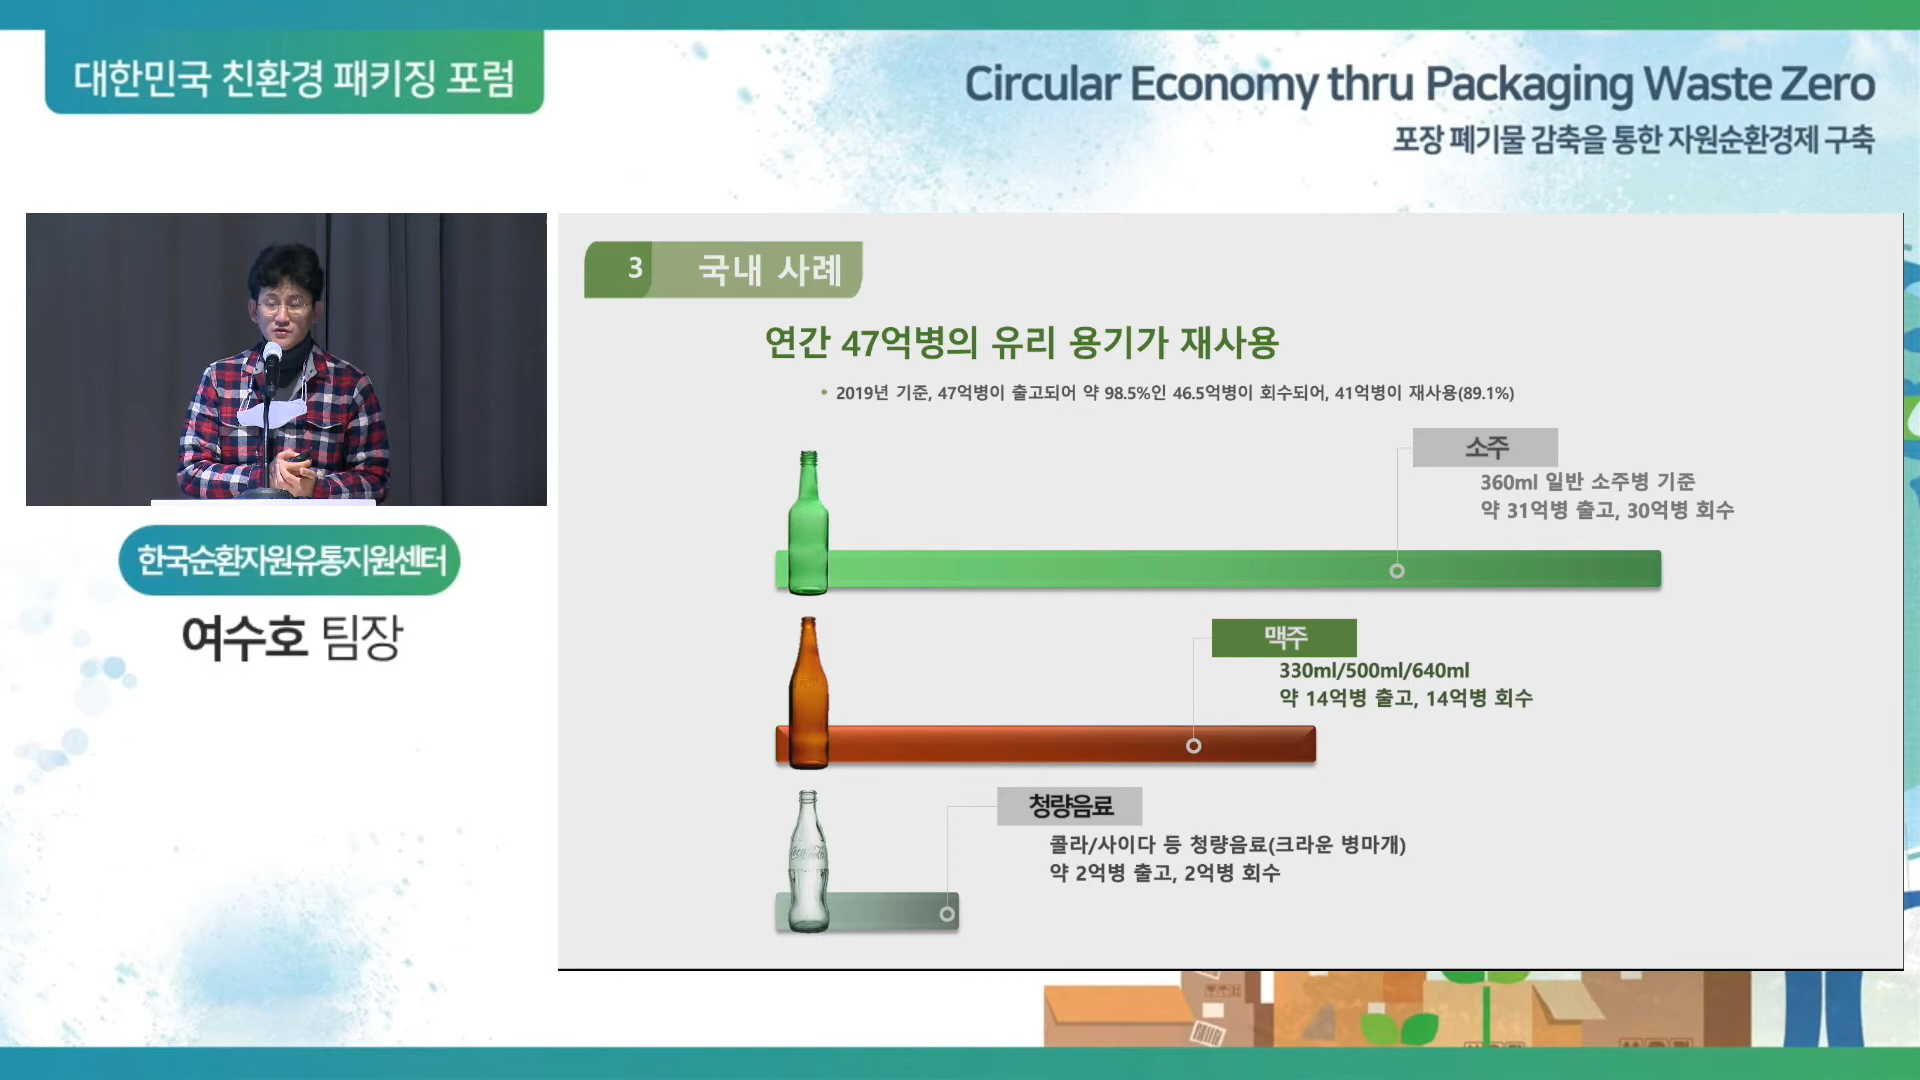 대한민국 친환경 패키징 포럼
Circular Economy thru Packaging Waste Zero
포장 폐기물 감축을 통한 자원순환경제 구축
3 국내 사례
연간 47억병의 유리 용기가 재사용
• 2019년 기준, 47억병이 출고되어 약 98.5%인 46.5억병이 회수되어, 41억병이 재사용(89.1%)
소주
360ml 일반 소주병 기준
약 31억병 출고, 30억병 회수
맥주
330ml/500ml/640ml
약 14억병 출고, 14억병 회수
청량음료
콜라/사이다 등 청량음료(크라운 병마개)
약 2억병 출고, 2억병 회수
한국순환자원유통지원센터
여수호 팀장